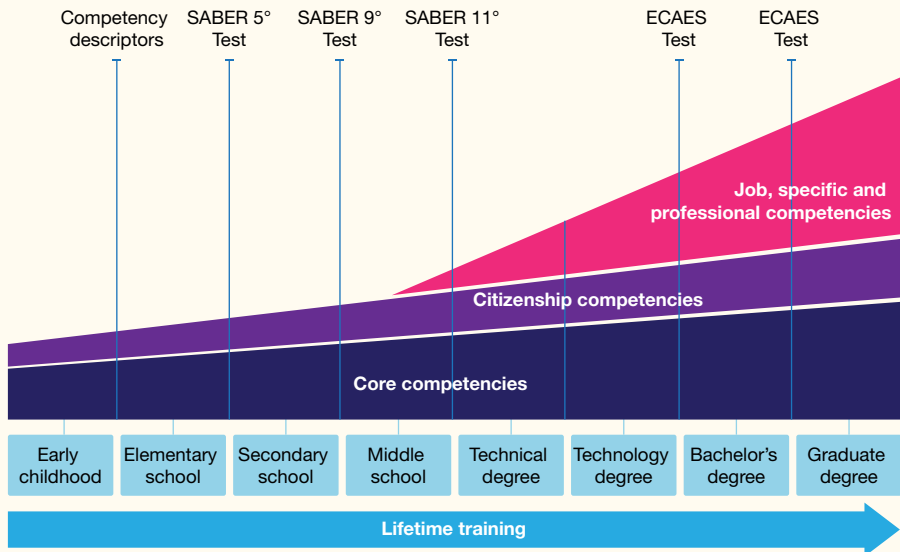 Competency
descriptors
SABER 5°
Test
SABER 9°
Test
SABER 11°
Test
ECAES
Test
ECAES
Test
Job, specific and
professional competencies
Citizenship competencies
Core competencies
Early
childhood
Elementary
school
Secondary
school
Middle
school
Technical
degree
Technology
degree
Bachelor's
degree
Graduate
degree
Lifetime training